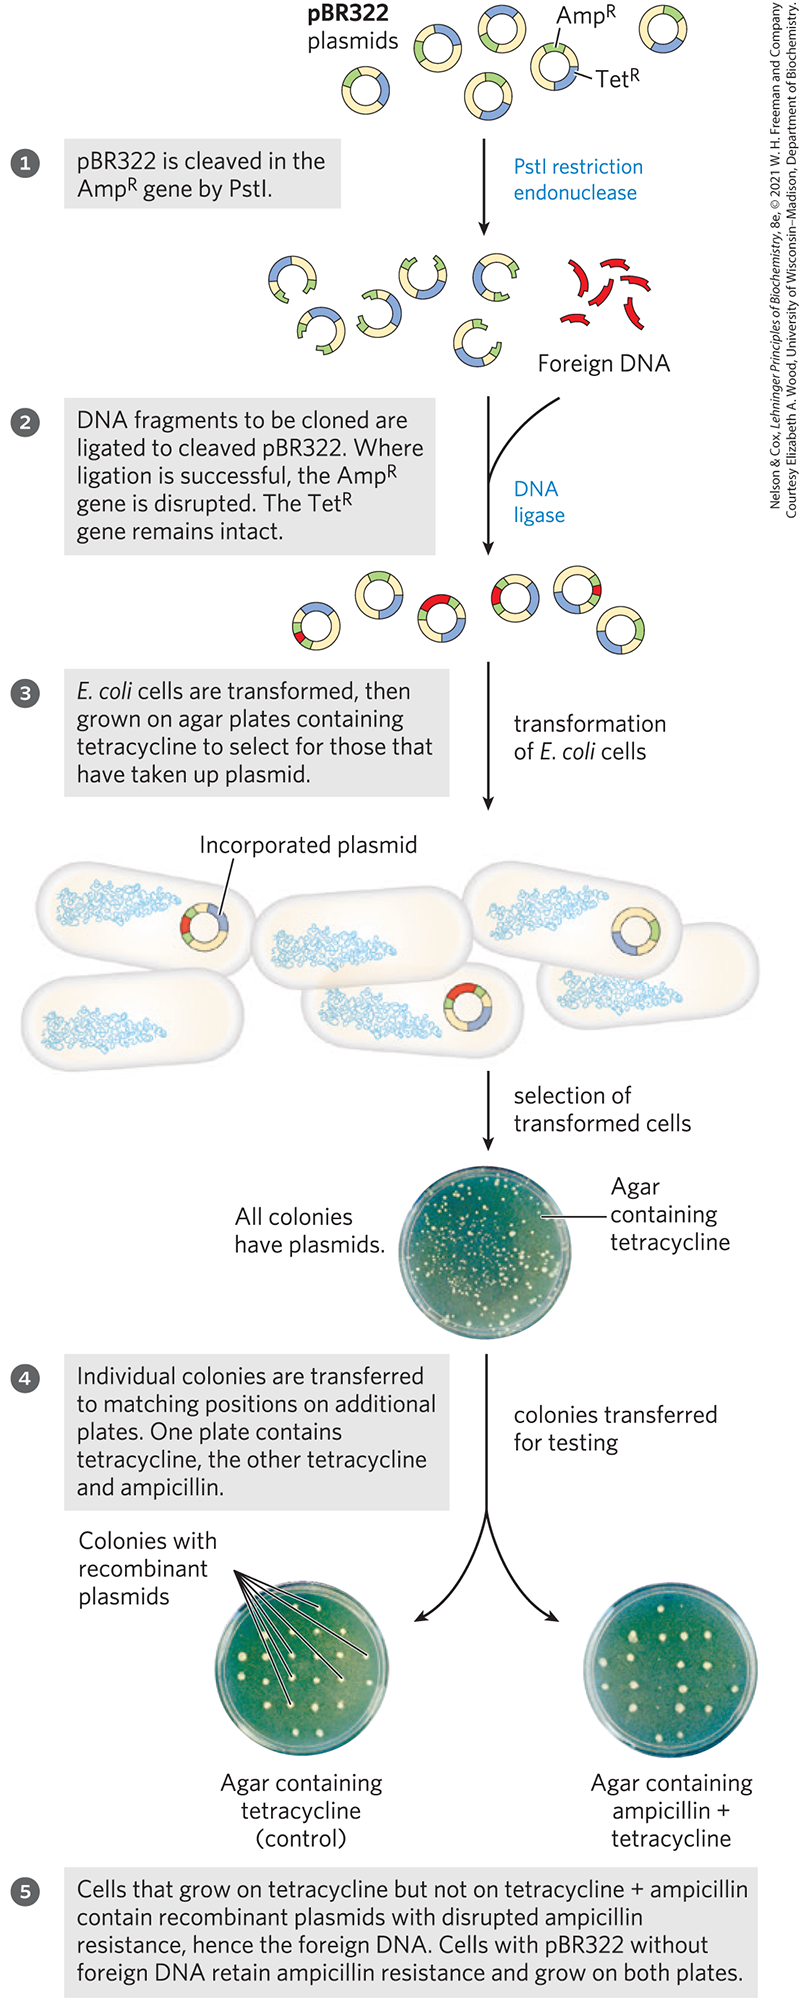 pBR322
plasmids
AmpR
TetR
1
pBR322 is cleaved in the
AmpR gene by PstI.
PstI restriction
endonuclease
Foreign DNA
2
DNA fragments to be cloned are
ligated to cleaved pBR322. Where
ligation is successful, the AmpR
gene is disrupted. The TetR
gene remains intact.
DNA
ligase
3
E. coli cells are transformed, then
grown on agar plates containing
tetracycline to select for those that
have taken up plasmid.
transformation
of E. coli cells
Incorporated plasmid
selection of
transformed cells
All colonies
have plasmids.
Agar
containing
tetracycline
4
Individual colonies are transferred
to matching positions on additional
plates. One plate contains
tetracycline, the other tetracycline
and ampicillin.
colonies transferred
for testing
Colonies with
recombinant
plasmids
Agar containing
tetracycline
(control)
Agar containing
ampicillin +
tetracycline
5
Cells that grow on tetracycline but not on tetracycline + ampicillin
contain recombinant plasmids with disrupted ampicillin
resistance, hence the foreign DNA. Cells with pBR322 without
foreign DNA retain ampicillin resistance and grow on both plates.
Nelson & Cox, Lehninger Principles of Biochemistry, 8e, © 2021 W. H. Freeman and Company
Courtesy Elizabeth A. Wood, University of Wisconsin–Madison, Department of Biochemistry.